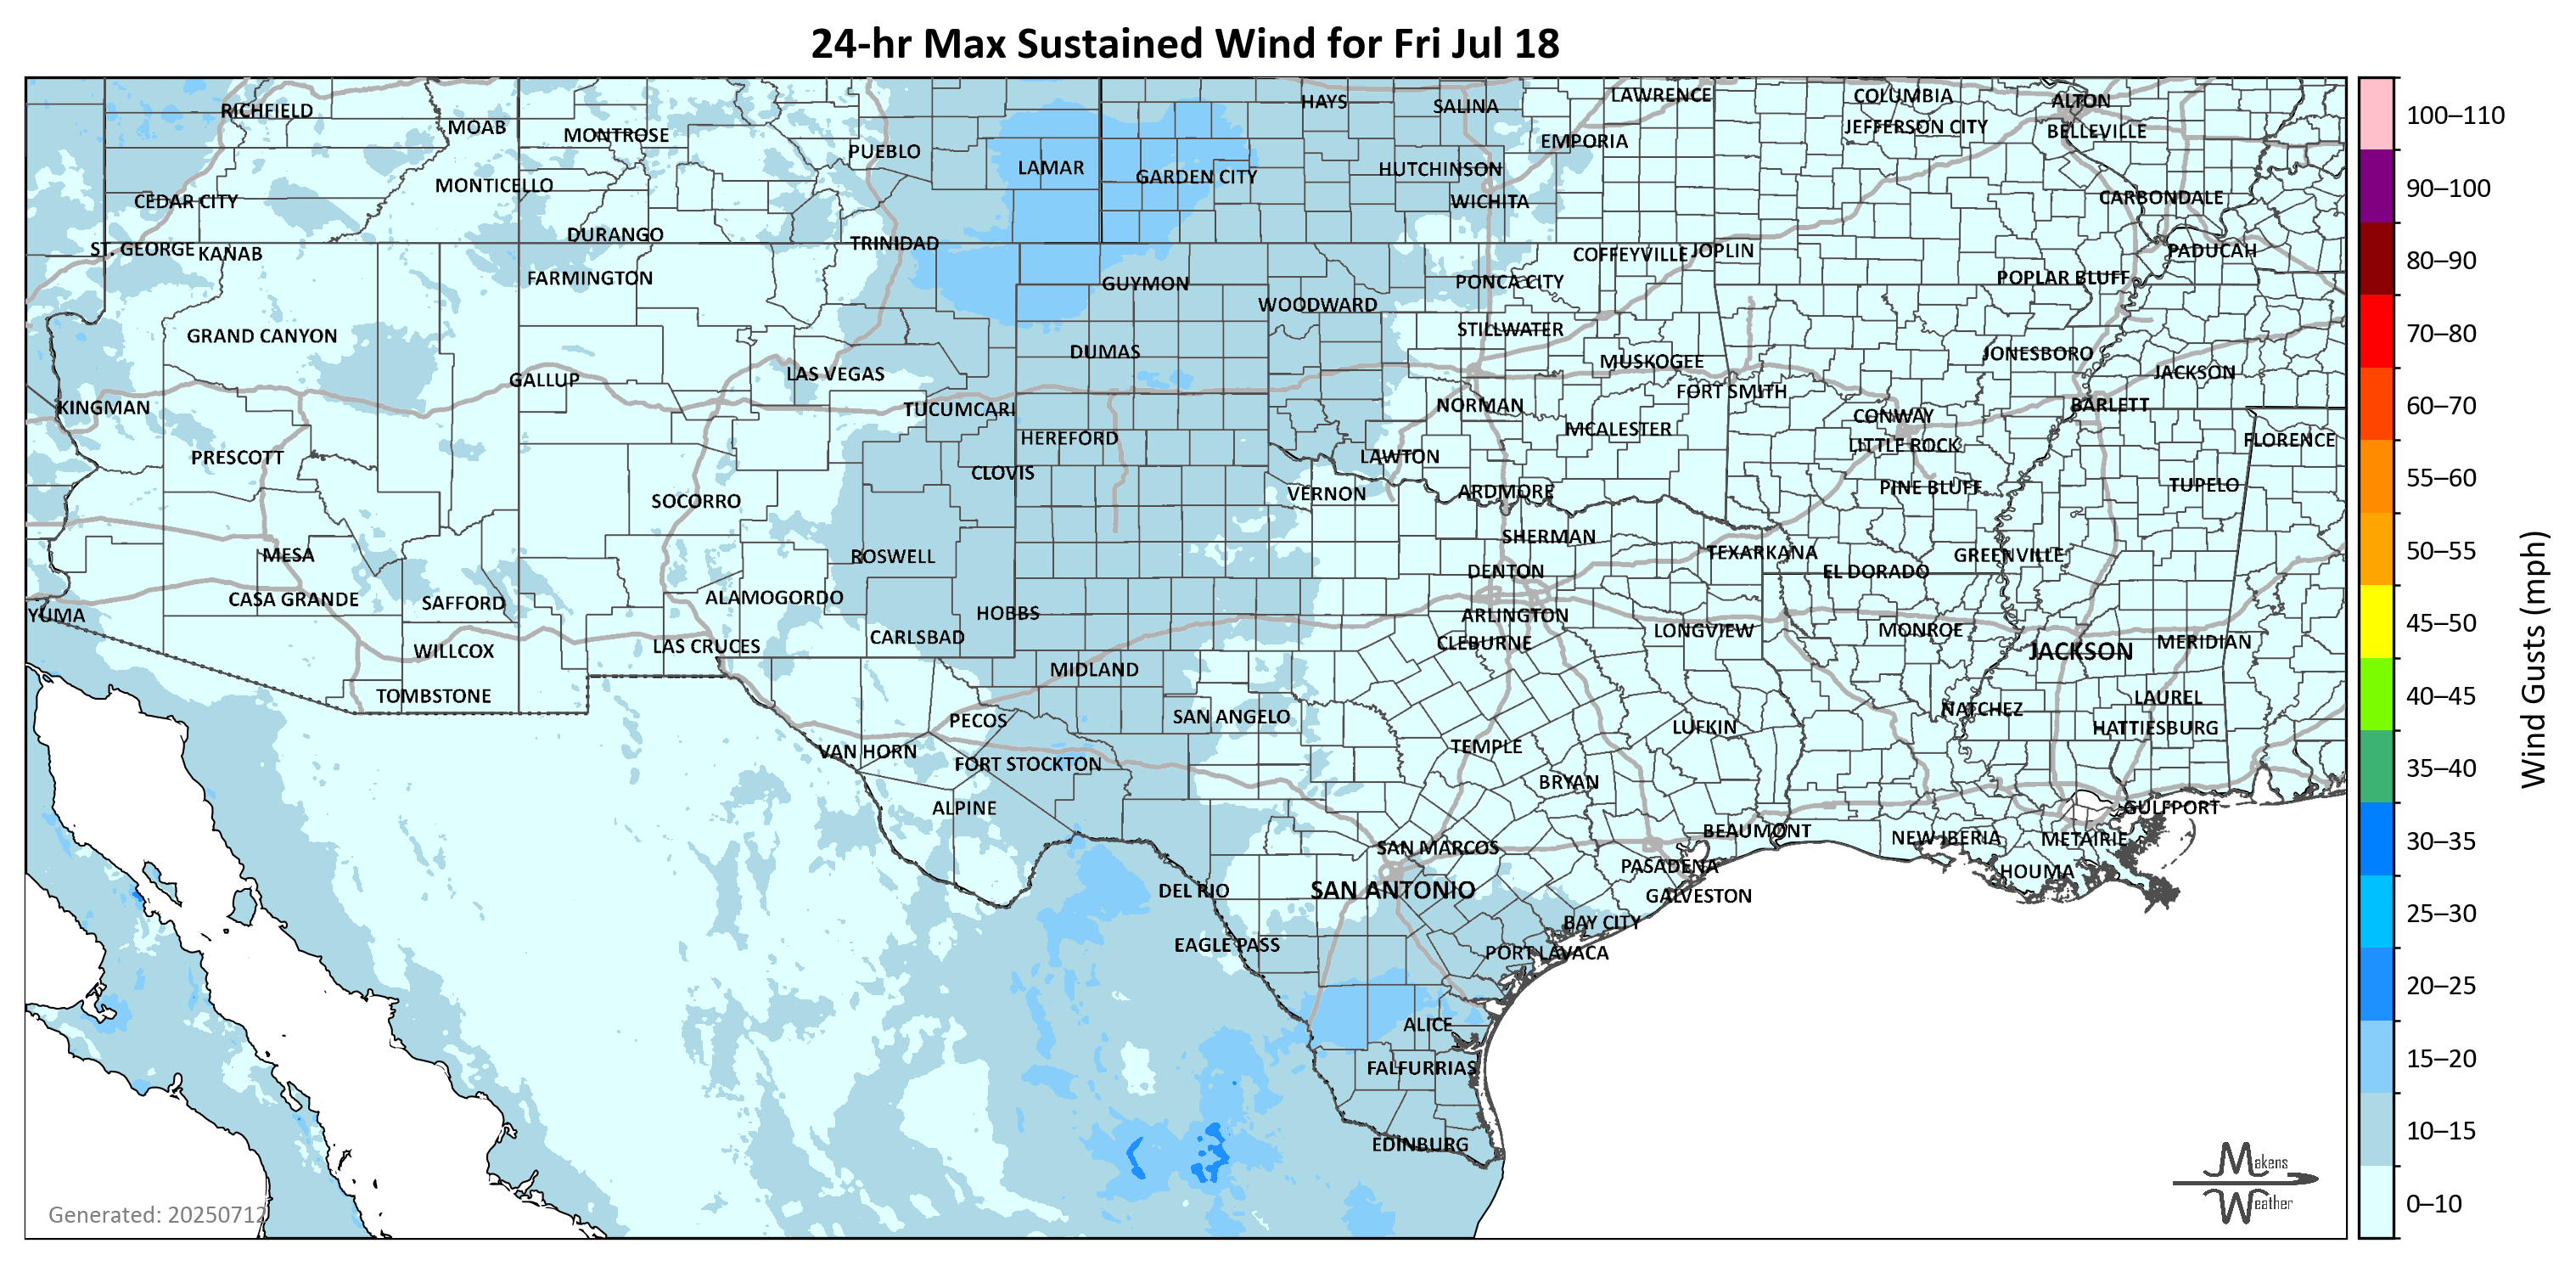 24-hr Max Sustained Wind for Fri Jul 18
RICHFIELD
MOAB
MONTROSE
PUEBLO
LAMAR
GARDEN CITY
HAYS
SALINA
HUTCHINSON
WICHITA
EMPORIA
LAWRENCE
COLUMBIA
JEFFERSON CITY
ALTON
BELLEVILLE
CARBONDALE
MONTICELLO
CEDAR CITY
ST. GEORGE
KANAB
DURANGO
TRINIDAD
FARMINGTON
GUYMON
WOODWARD
PONCA CITY
COFFEYVILLE
JOPLIN
POPLAR BLUFF
PADUCAH
GRAND CANYON
STILLWATER
DUMAS
MUSKOGEE
JONESBORO
LAS VEGAS
GALLUP
FORT SMITH
JACKSON
KINGMAN
TUCUMCARI
NORMAN
CONWAY
BARLETT
HEREFORD
MCALESTER
LITTLE ROCK
FLORENCE
PRESCOTT
CLOVIS
LAWTON
SOCORRO
VERNON
ARDMORE
PINE BLUFF
TUPELO
SHERMAN
MESA
ROSWELL
TEXARKANA
GREENVILLE
DENTON
EL DORADO
YUMA
CASA GRANDE
SAFFORD
ALAMOGORDO
HOBBS
ARLINGTON
CLEBURNE
LONGVIEW
MONROE
MERIDIAN
WILLCOX
LAS CRUCES
CARLSBAD
MIDLAND
JACKSON
TOMBSTONE
PECOS
SAN ANGELO
LUFKIN
NATCHEZ
LAUREL
HATTIESBURG
VAN HORN
FORT STOCKTON
TEMPLE
BRYAN
ALPINE
BEAUMONT
NEW IBERIA
METAIRIE
GULFPORT
SAN MARCOS
PASADENA
HOUMA
DEL RIO
SAN ANTONIO
GALVESTON
BAY CITY
EAGLE PASS
PORT LAVACA
ALICE
FALFURRIAS
EDINBURG
Generated: 20250712
Makens
Weather
100–110
90–100
80–90
70–80
60–70
55–60
50–55
45–50
40–45
35–40
30–35
25–30
20–25
15–20
10–15
0–10
Wind Gusts (mph)